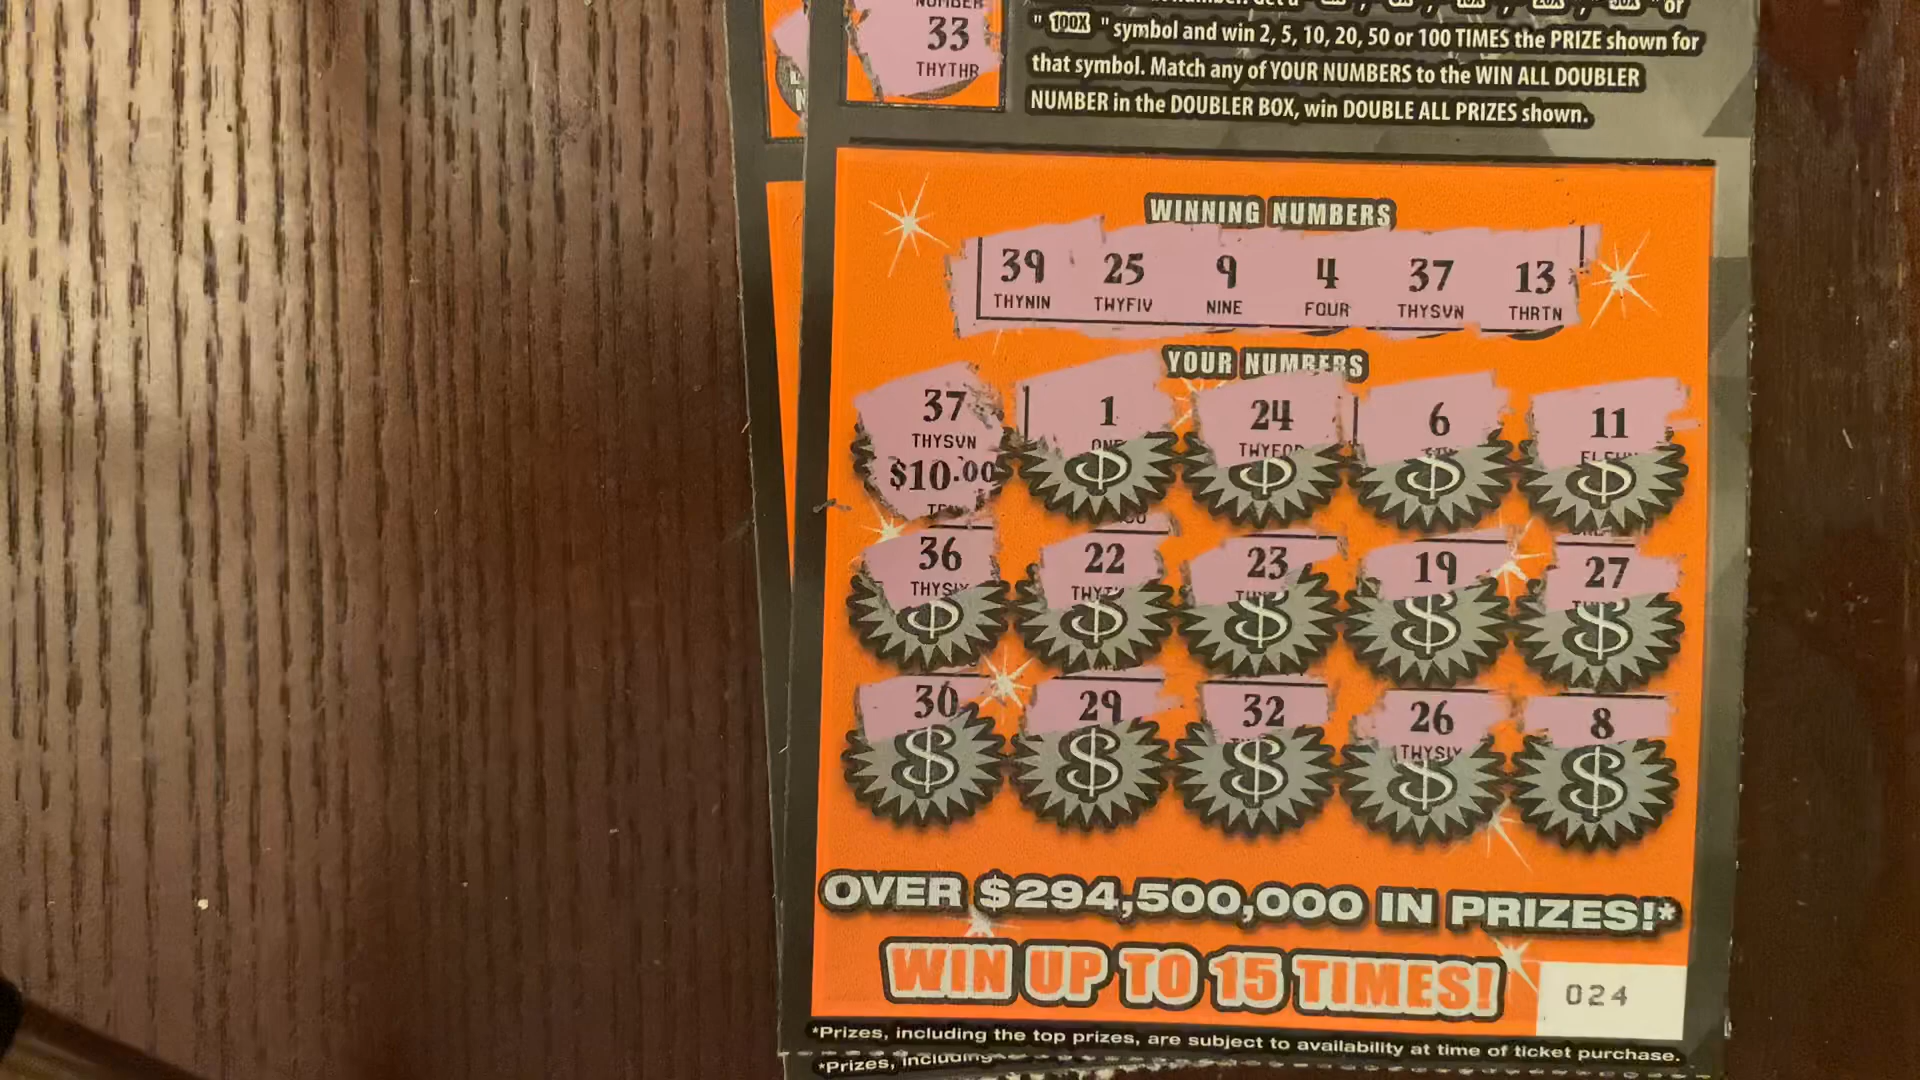 NUMBER
33
THYTHR
" 100X " symbol and win 2, 5, 10, 20, 50 or 100 TIMES the PRIZE shown for
that symbol. Match any of YOUR NUMBERS to the WIN ALL DOUBLER
NUMBER in the DOUBLER BOX, win DOUBLE ALL PRIZES shown.
WINNING NUMBERS
39 25 9 4 37 13
THYNIN TWYFIV NINE FOUR THYSVN THRTN
YOUR NUMBERS
37 1 24 6 11
THYSVN ONE
$10.00
36 22 23 19 27
30 29 32 26 8
OVER $294,500,000 IN PRIZES!*
WIN UP TO 15 TIMES!
024
*Prizes, including the top prizes, are subject to availability at time of ticket purchase.
*Prizes, including